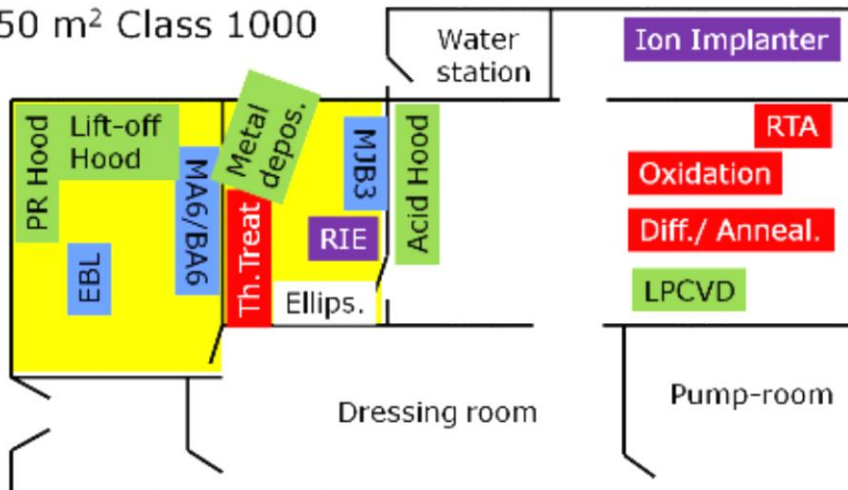 50 m² Class 1000
Water
station
Ion Implanter
PR Hood
Lift-off
Hood
MA6/BA6
EBL
Metal
depos.
Th.Treat
MJB3
RIE
Ellips.
Acid Hood
RTA
Oxidation
Diff./ Anneal.
LPCVD
Dressing room
Pump-room